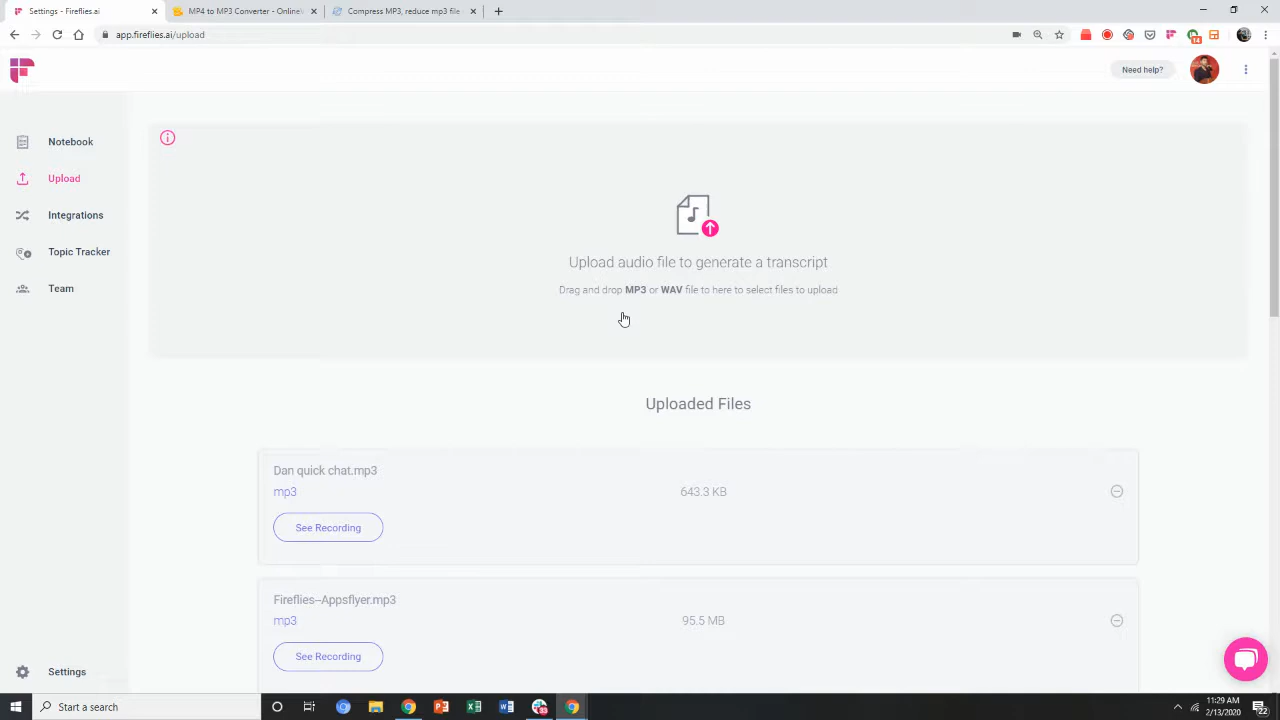 Settings - Fireflies.ai
MP4 to MP3 Converter - Online
Compress MP3, reduce mp3 file
app.fireflies.ai/upload
14
Need help?
Notebook
Upload
Integrations
Topic Tracker
Team
Settings
Upload audio file to generate a transcript
Drag and drop MP3 or WAV file to here to select files to upload
Uploaded Files
Dan quick chat.mp3
mp3
643.3 KB
See Recording
Fireflies--Appsflyer.mp3
mp3
95.5 MB
See Recording
Start a search
11:29 AM
2/13/2020
22